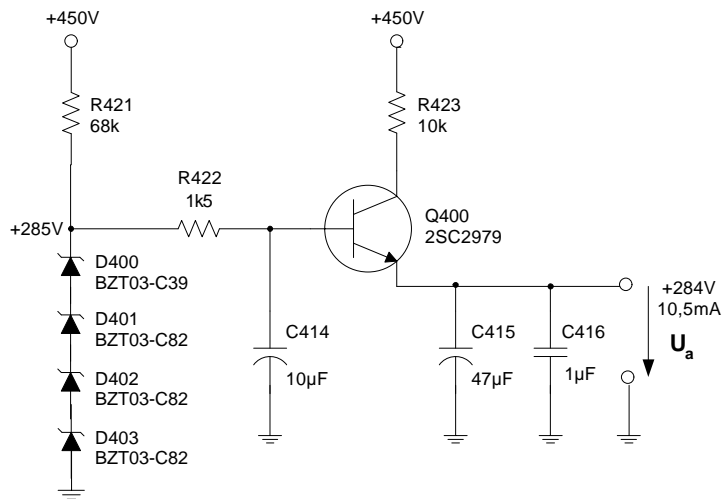 +450V
+450V
R421
68k
R423
10k
R422
1k5
Q400
2SC2979
+285V
D400
BZT03-C39
D401
BZT03-C82
D402
BZT03-C82
D403
BZT03-C82
C414
10µF
C415
47µF
C416
1µF
+284V
10,5mA
Ua